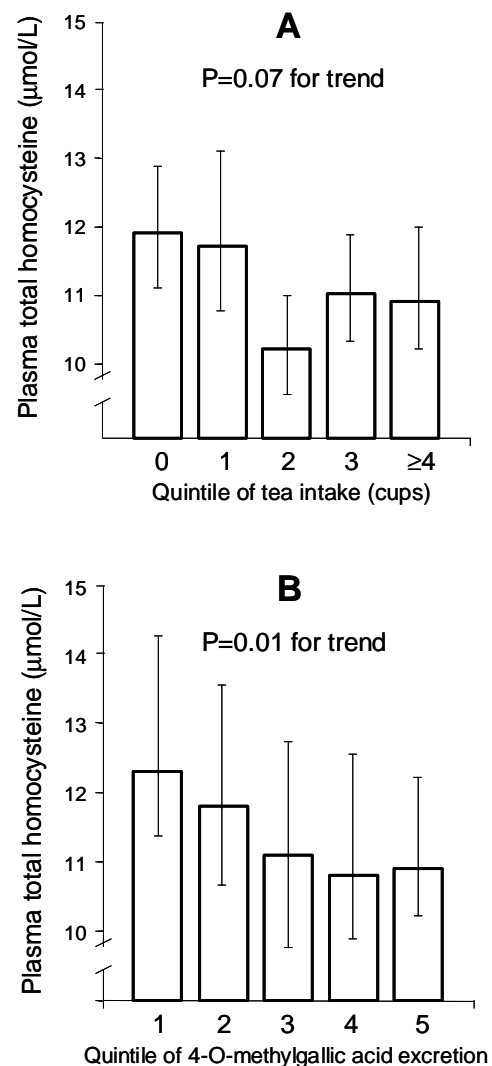 A
P=0.07 for trend
Plasma total homocysteine (μmol/L)
15
14
13
12
11
10
0 1 2 3 ≥4
Quintile of tea intake (cups)
B
P=0.01 for trend
Plasma total homocysteine (μmol/L)
15
14
13
12
11
10
1 2 3 4 5
Quintile of 4-O-methylgallic acid excretion